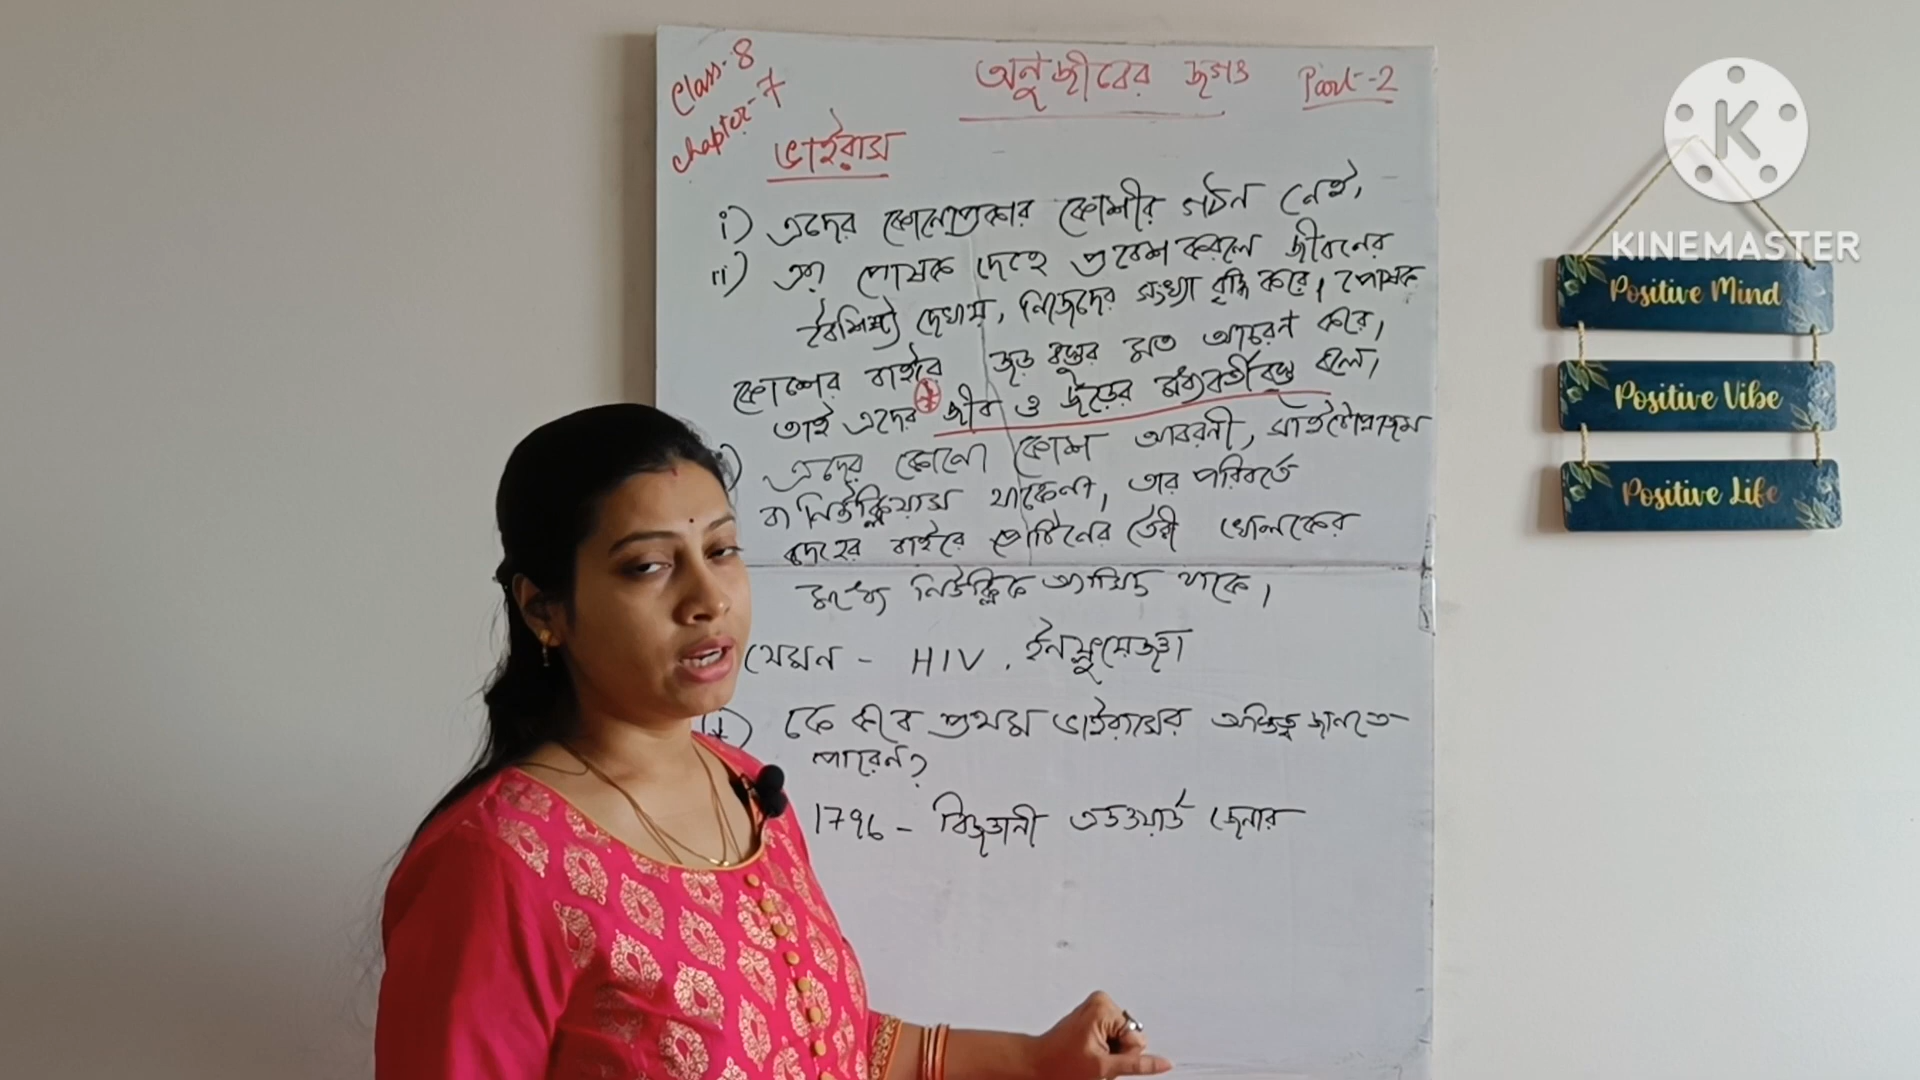 Class-8
chapter-7
অনুজীবের জগৎ
Part-2
ভাইরাস
i) এদের কোনোপ্রকার কোশীয় গঠন নেই,
ii) এরা পোষক দেহে প্রবেশ করলে জীবনের
বৈশিষ্ট্য দেখায়, নিজেদের সংখ্যা বৃদ্ধি করে। পোষক
কোশের বাইরে জড় বস্তুর মত আচরন করে,
তাই এদের জীব ও জড়ের মধ্যবর্তী বস্তু বলে।
এদের কোনো কোশ আবরনী, সাইটোপ্লাজম
বা নিউক্লিয়াস থাকেনা, তার পরিবর্তে
দেহের বাইরে প্রোটিনের তৈরী খোলকের
মধ্যে নিউক্লিক অ্যাসিড থাকে।
যেমন - HIV, ইনফ্লুয়েঞ্জা
কে কবে প্রথম ভাইরাসের অস্তিত্ব জানতে
পারেন?
1796 - বিজ্ঞানী এডওয়ার্ড জেনার
K
KINEMASTER
Positive Mind
Positive Vibe
Positive Life